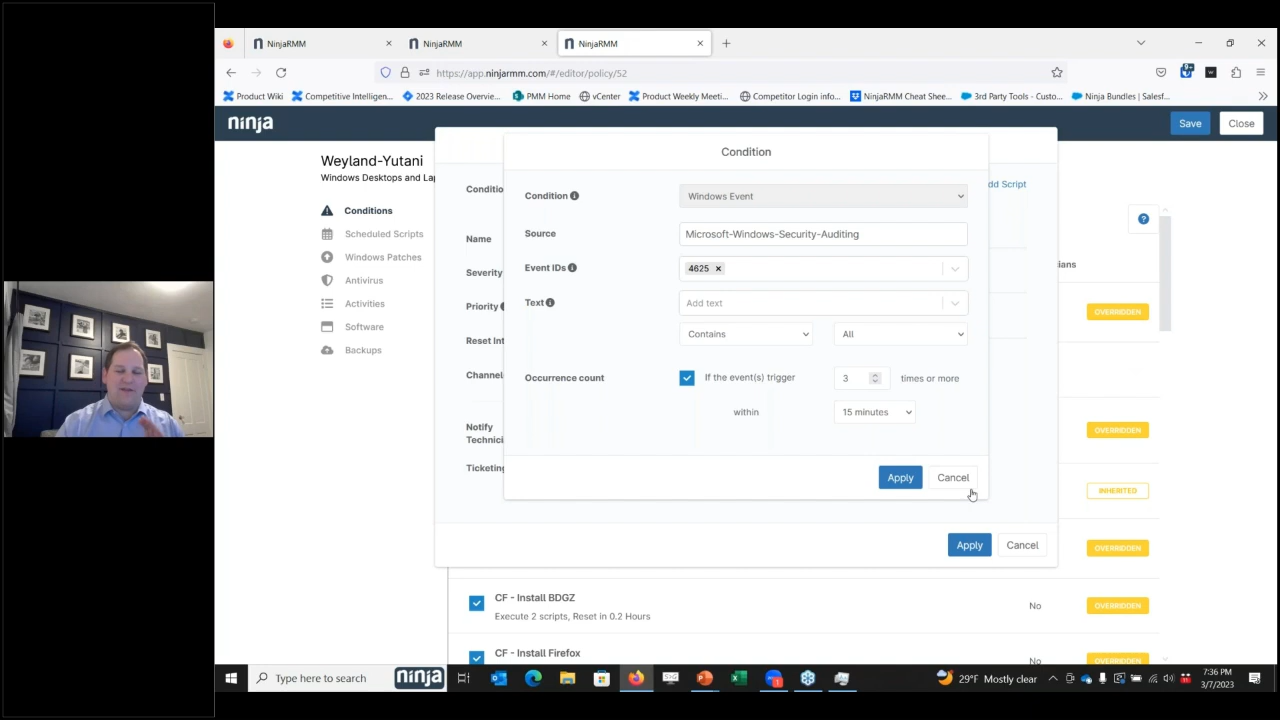 NinjaRMM
NinjaRMM
NinjaRMM
https://app.ninjarmm.com/#/editor/policy/52
Product Wiki
Competitive Intelligen...
2023 Release Overvie...
PMM Home
vCenter
Product Weekly Meeti...
Competitor Login info...
NinjaRMM Cheat Shee...
3rd Party Tools - Custo...
Ninja Bundles | Salesf...
ninja
Save
Close
Weyland-Yutani
Windows Desktops and Lap
Conditions
Scheduled Scripts
Windows Patches
Antivirus
Activities
Software
Backups
Conditio
Name
Severity
Priority
Reset Int
Channel
Notify
Technici
Ticketing
dd Script
Condition
Condition
Windows Event
Source
Microsoft-Windows-Security-Auditing
Event IDs
4625
Text
Add text
Contains
All
Occurrence count
If the event(s) trigger
3
times or more
within
15 minutes
Apply
Cancel
Apply
Cancel
ians
OVERRIDDEN
OVERRIDDEN
INHERITED
OVERRIDDEN
CF - Install BDGZ
Execute 2 scripts, Reset in 0.2 Hours
No
OVERRIDDEN
CF - Install Firefox
No
OVERRIDDEN
Type here to search
ninja
29°F Mostly clear
7:36 PM
3/7/2023